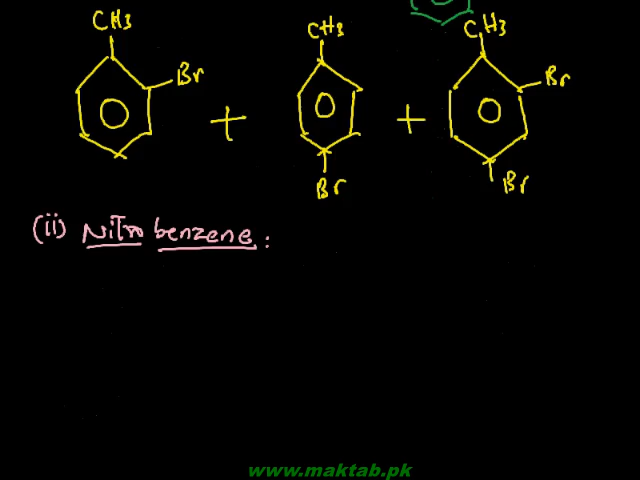 CH3 CH3 CH3
Br Br
+ +
Br Br
(ii) Nitro benzene:
www.maktab.pk